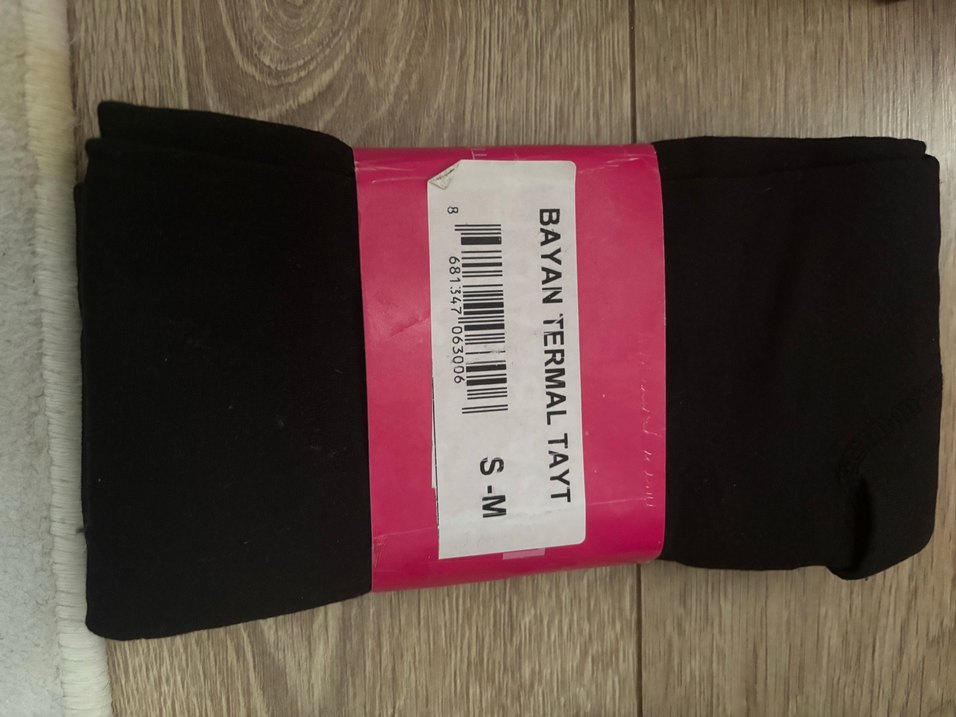 BAYAN TERMAL TAYT
8 681347 063006
S-M